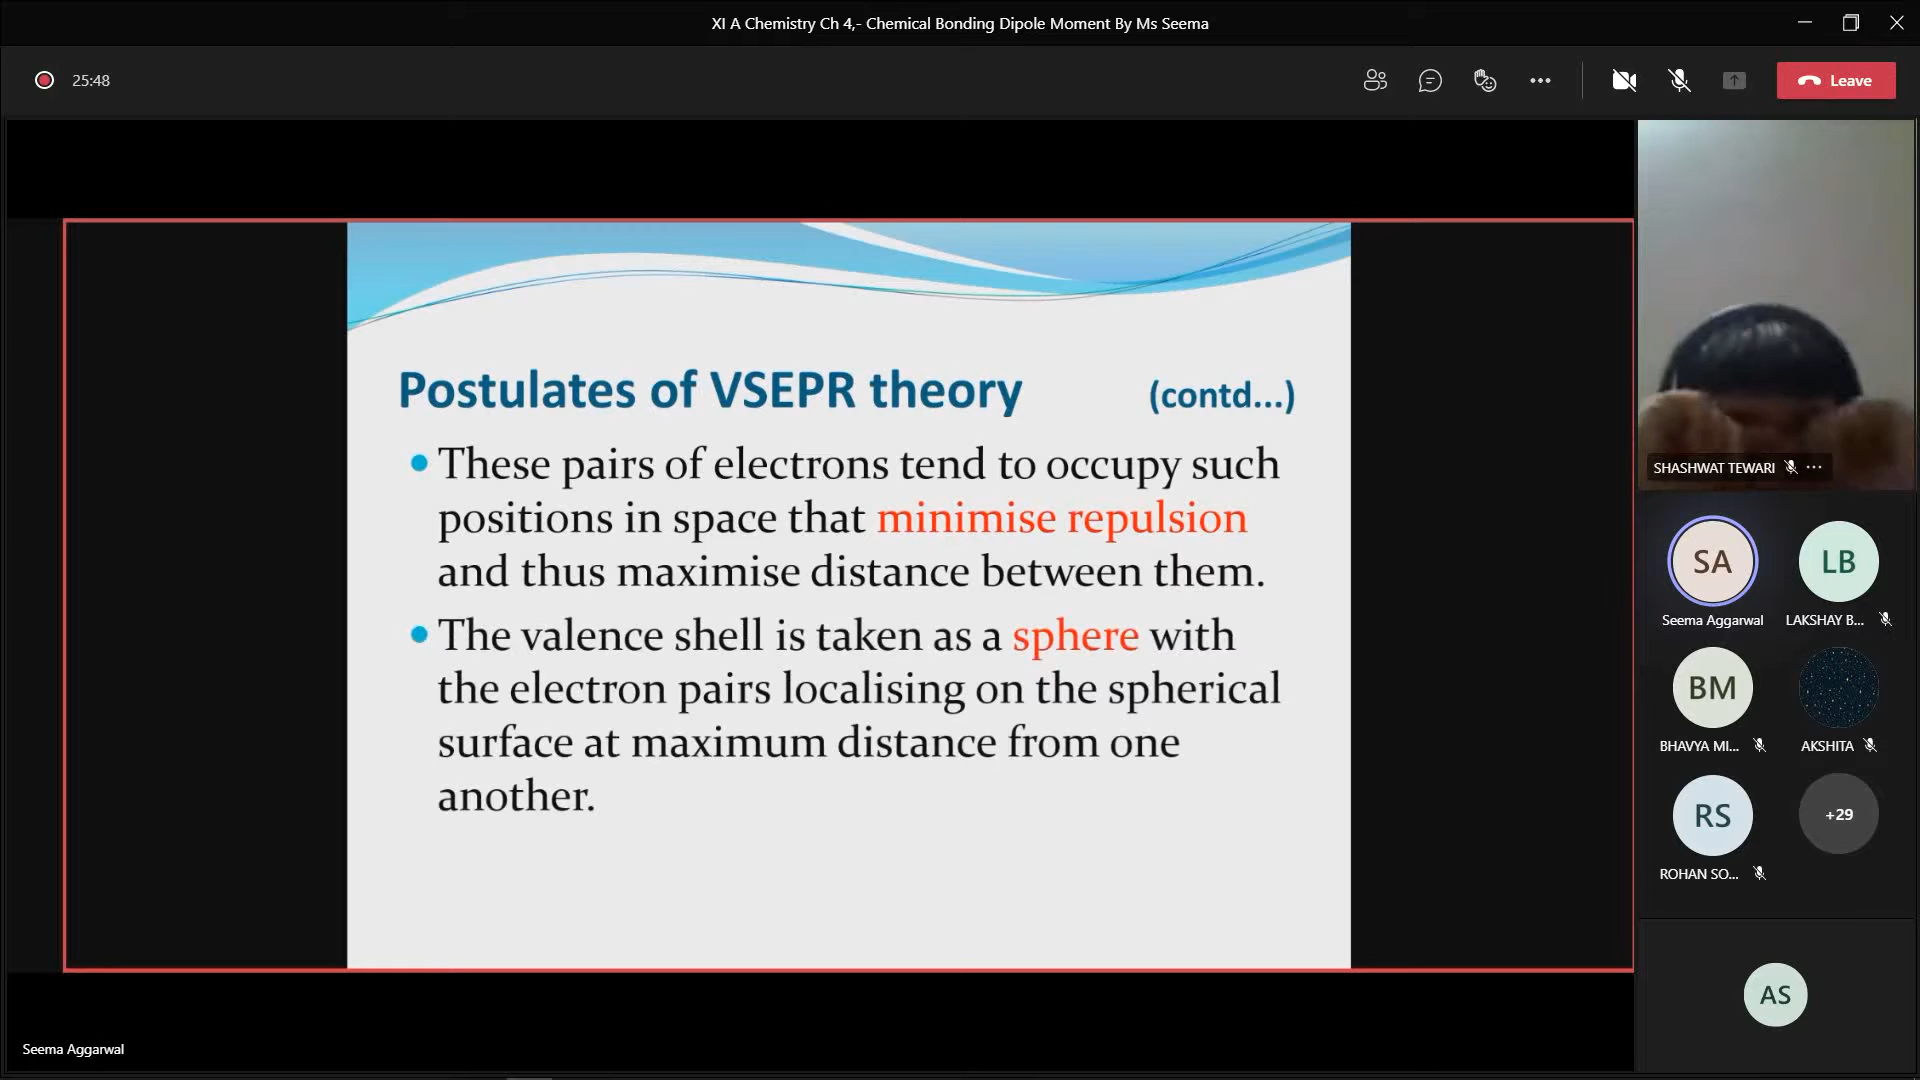 XI A Chemistry Ch 4,- Chemical Bonding Dipole Moment By Ms Seema
25:48
Leave
Postulates of VSEPR theory (contd...)
These pairs of electrons tend to occupy such
positions in space that minimise repulsion
and thus maximise distance between them.
The valence shell is taken as a sphere with
the electron pairs localising on the spherical
surface at maximum distance from one
another.
SHASHWAT TEWARI
SA
LB
Seema Aggarwal
LAKSHAY B...
BM
BHAVYA MI...
AKSHITA
RS
+29
ROHAN SO...
AS
Seema Aggarwal